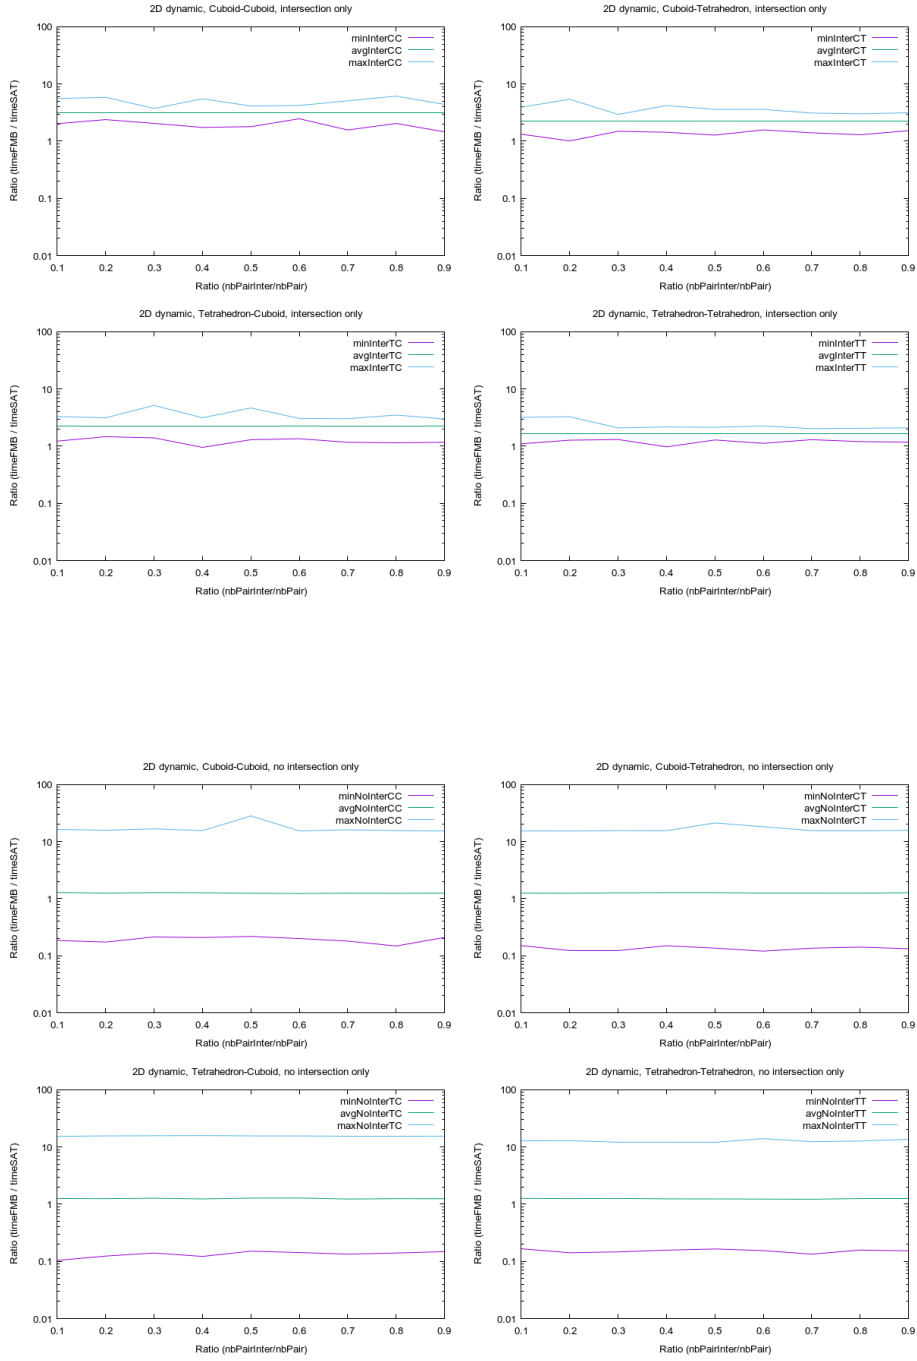 2D dynamic, Cuboid-Cuboid, intersection only
minInterCC
avgInterCC
maxInterCC
Ratio (timeFMB / timeSAT)
100
10
1
0.1
0.01
0.1 0.2 0.3 0.4 0.5 0.6 0.7 0.8 0.9
Ratio (nbPairInter/nbPair)
2D dynamic, Cuboid-Tetrahedron, intersection only
minInterCT
avgInterCT
maxInterCT
Ratio (timeFMB / timeSAT)
100
10
1
0.1
0.01
0.1 0.2 0.3 0.4 0.5 0.6 0.7 0.8 0.9
Ratio (nbPairInter/nbPair)
2D dynamic, Tetrahedron-Cuboid, intersection only
minInterTC
avgInterTC
maxInterTC
Ratio (timeFMB / timeSAT)
100
10
1
0.1
0.01
0.1 0.2 0.3 0.4 0.5 0.6 0.7 0.8 0.9
Ratio (nbPairInter/nbPair)
2D dynamic, Tetrahedron-Tetrahedron, intersection only
minInterTT
avgInterTT
maxInterTT
Ratio (timeFMB / timeSAT)
100
10
1
0.1
0.01
0.1 0.2 0.3 0.4 0.5 0.6 0.7 0.8 0.9
Ratio (nbPairInter/nbPair)
2D dynamic, Cuboid-Cuboid, no intersection only
minNoInterCC
avgNoInterCC
maxNoInterCC
Ratio (timeFMB / timeSAT)
100
10
1
0.1
0.01
0.1 0.2 0.3 0.4 0.5 0.6 0.7 0.8 0.9
Ratio (nbPairInter/nbPair)
2D dynamic, Cuboid-Tetrahedron, no intersection only
minNoInterCT
avgNoInterCT
maxNoInterCT
Ratio (timeFMB / timeSAT)
100
10
1
0.1
0.01
0.1 0.2 0.3 0.4 0.5 0.6 0.7 0.8 0.9
Ratio (nbPairInter/nbPair)
2D dynamic, Tetrahedron-Cuboid, no intersection only
minNoInterTC
avgNoInterTC
maxNoInterTC
Ratio (timeFMB / timeSAT)
100
10
1
0.1
0.01
0.1 0.2 0.3 0.4 0.5 0.6 0.7 0.8 0.9
Ratio (nbPairInter/nbPair)
2D dynamic, Tetrahedron-Tetrahedron, no intersection only
minNoInterTT
avgNoInterTT
maxNoInterTT
Ratio (timeFMB / timeSAT)
100
10
1
0.1
0.01
0.1 0.2 0.3 0.4 0.5 0.6 0.7 0.8 0.9
Ratio (nbPairInter/nbPair)